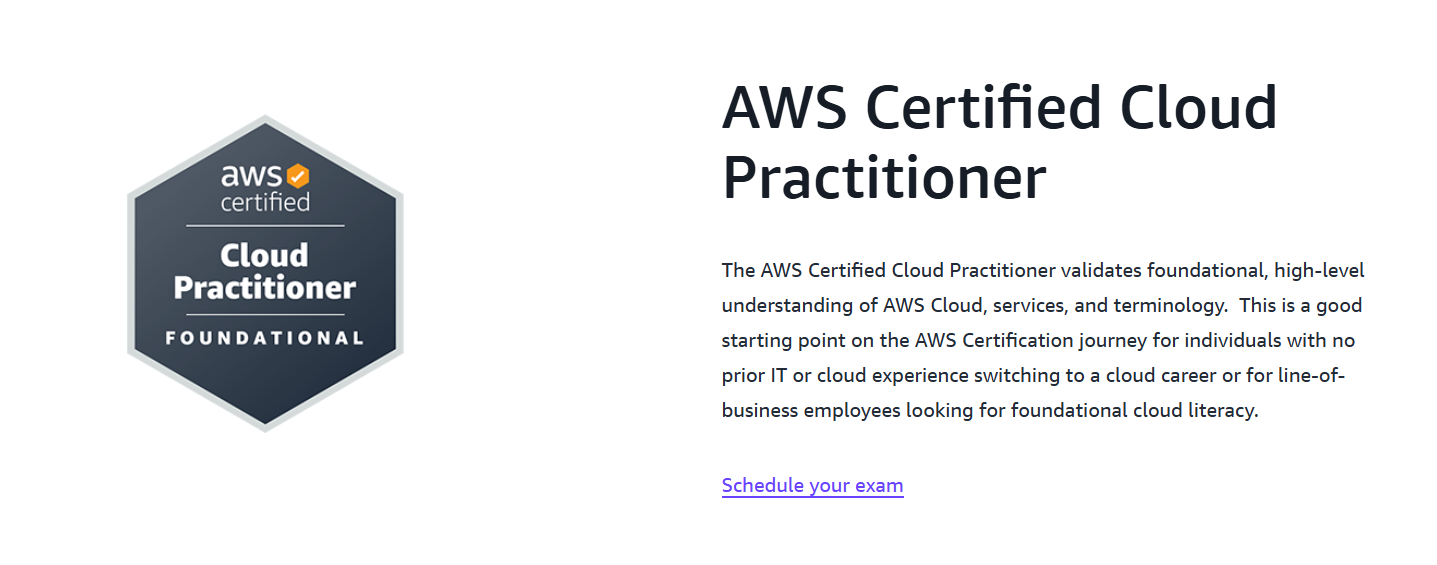 aws
certified
Cloud
Practitioner
FOUNDATIONAL
AWS Certified Cloud
Practitioner
The AWS Certified Cloud Practitioner validates foundational, high-level
understanding of AWS Cloud, services, and terminology.  This is a good
starting point on the AWS Certification journey for individuals with no
prior IT or cloud experience switching to a cloud career or for line-of-
business employees looking for foundational cloud literacy.
Schedule your exam